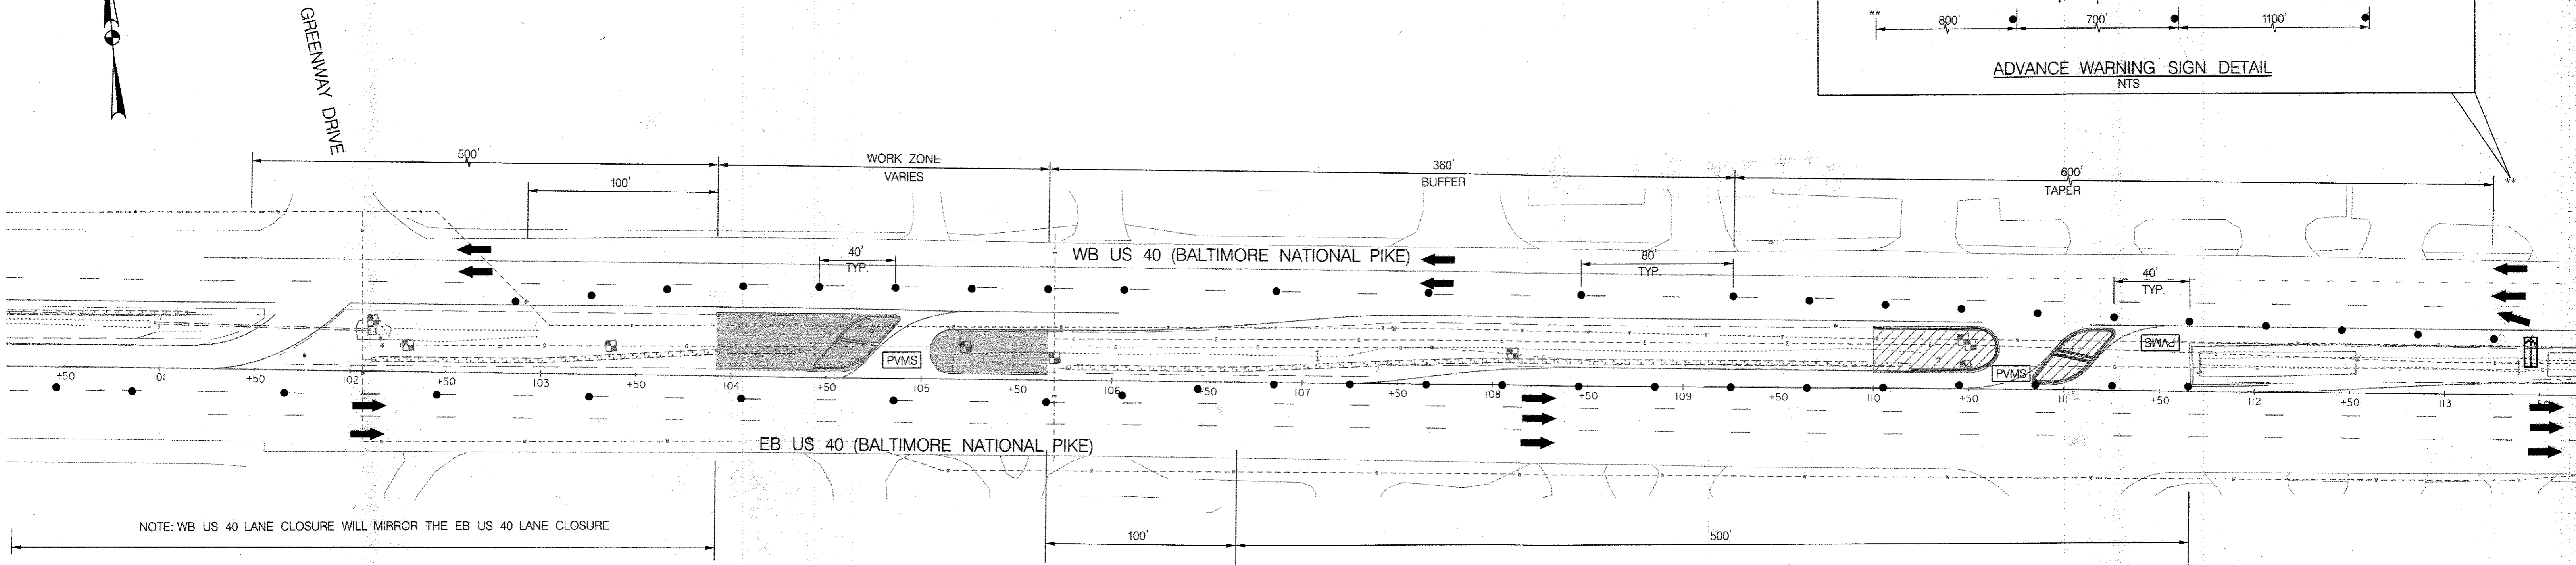 GREENWAY DRIVE
**
800'
700'
1100'
ADVANCE WARNING SIGN DETAIL
NTS
500'
100'
WORK ZONE
VARIES
360'
BUFFER
600'
TAPER
**
WB US 40 (BALTIMORE NATIONAL PIKE)
40'
TYP.
80'
TYP.
40'
TYP.
PVMS
PVMS
PVMS
+50
101
+50
102
+50
103
+50
104
+50
105
+50
106
+50
107
+50
108
+50
109
+50
110
+50
111
+50
112
+50
113
+50
EB US 40 (BALTIMORE NATIONAL PIKE)
NOTE: WB US 40 LANE CLOSURE WILL MIRROR THE EB US 40 LANE CLOSURE
100'
500'